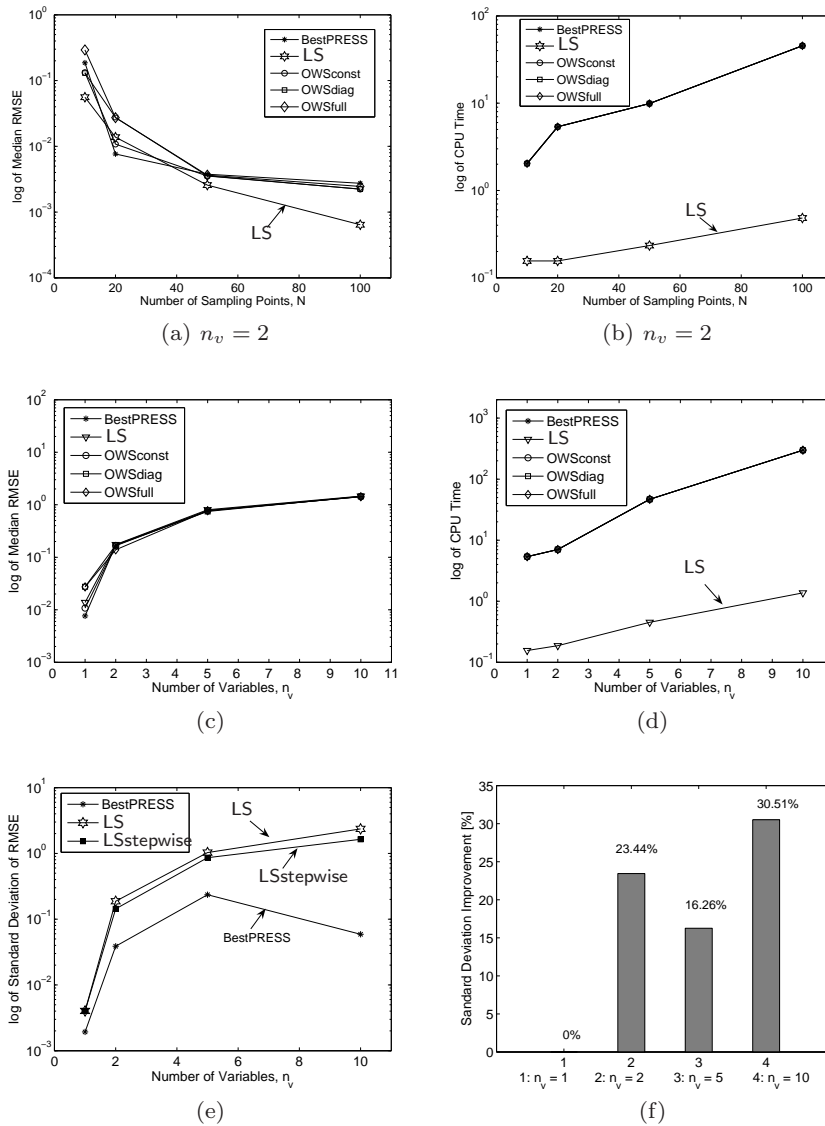 10^0
10^-1
10^-2
10^-3
10^-4
log of Median RMSE
BestPRESS
LS
OWSconst
OWSdiag
OWSfull
LS
0 20 40 60 80 100
Number of Sampling Points, N
(a) n_v = 2
10^2
10^1
10^0
10^-1
log of CPU Time
BestPRESS
LS
OWSconst
OWSdiag
OWSfull
LS
0 20 40 60 80 100
Number of Sampling Points, N
(b) n_v = 2
10^2
10^1
10^0
10^-1
10^-2
10^-3
log of Median RMSE
BestPRESS
LS
OWSconst
OWSdiag
OWSfull
0 1 2 3 4 5 6 7 8 9 10 11
Number of Variables, n_v
(c)
10^3
10^2
10^1
10^0
10^-1
log of CPU Time
BestPRESS
LS
OWSconst
OWSdiag
OWSfull
LS
0 1 2 3 4 5 6 7 8 9 10
Number of Variables, n_v
(d)
10^1
10^0
10^-1
10^-2
10^-3
log of Standard Deviation of RMSE
BestPRESS
LS
LSstepwise
LS
LSstepwise
BestPRESS
0 2 4 6 8 10
Number of Variables, n_v
(e)
35
30
25
20
15
10
5
0
Sandard Deviation Improvement [%]
0%
23.44%
16.26%
30.51%
1 2 3 4
1: n_v = 1 2: n_v = 2 3: n_v = 5 4: n_v = 10
(f)